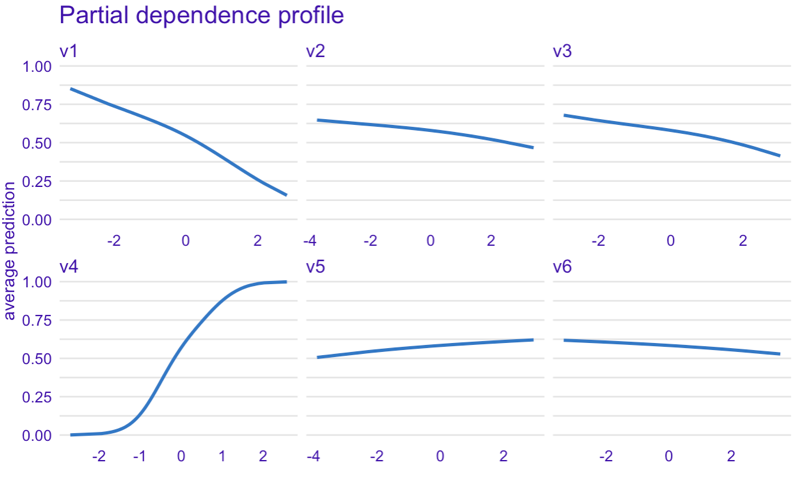 Partial dependence profile
v1
v2
v3
1.00
0.75
0.50
0.25
0.00
-2 0 2
-4 -2 0 2
-2 0 2
average prediction
v4
v5
v6
1.00
0.75
0.50
0.25
0.00
-2 -1 0 1 2
-4 -2 0 2
-2 0 2